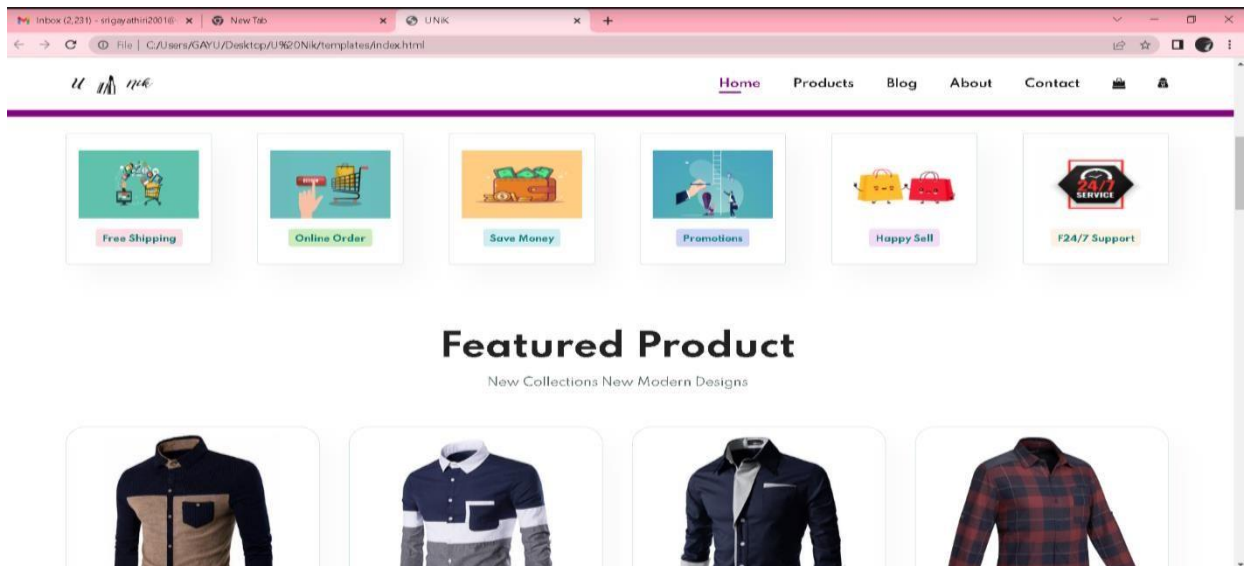 Inbox (2,231) - srigayathiri2001@ New Tab UNiK
File | C:/Users/GAYU/Desktop/U%20Nik/templates/index.html
U nik Home Products Blog About Contact
24/7
SERVICE
Free Shipping Online Order Save Money Promotions Happy Sell F24/7 Support
Featured Product
New Collections New Modern Designs